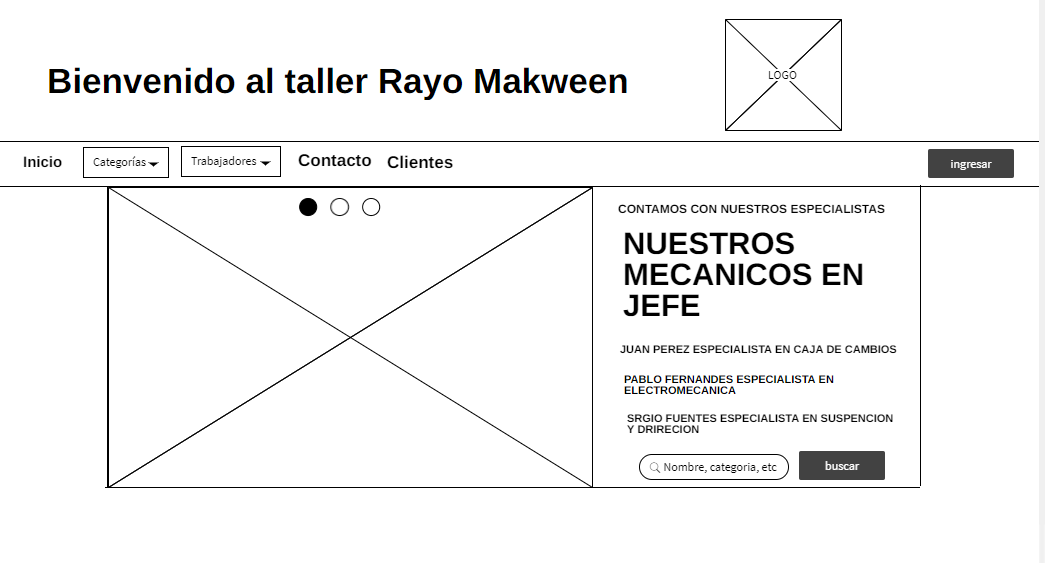 Bienvenido al taller Rayo Makween
LOGO
Inicio
Categorías
Trabajadores
Contacto
Clientes
ingresar
CONTAMOS CON NUESTROS ESPECIALISTAS
NUESTROS
MECANICOS EN
JEFE
JUAN PEREZ ESPECIALISTA EN CAJA DE CAMBIOS
PABLO FERNANDES ESPECIALISTA EN
ELECTROMECANICA
SRGIO FUENTES ESPECIALISTA EN SUSPENCION
Y DRIRECION
Nombre, categoria, etc
buscar